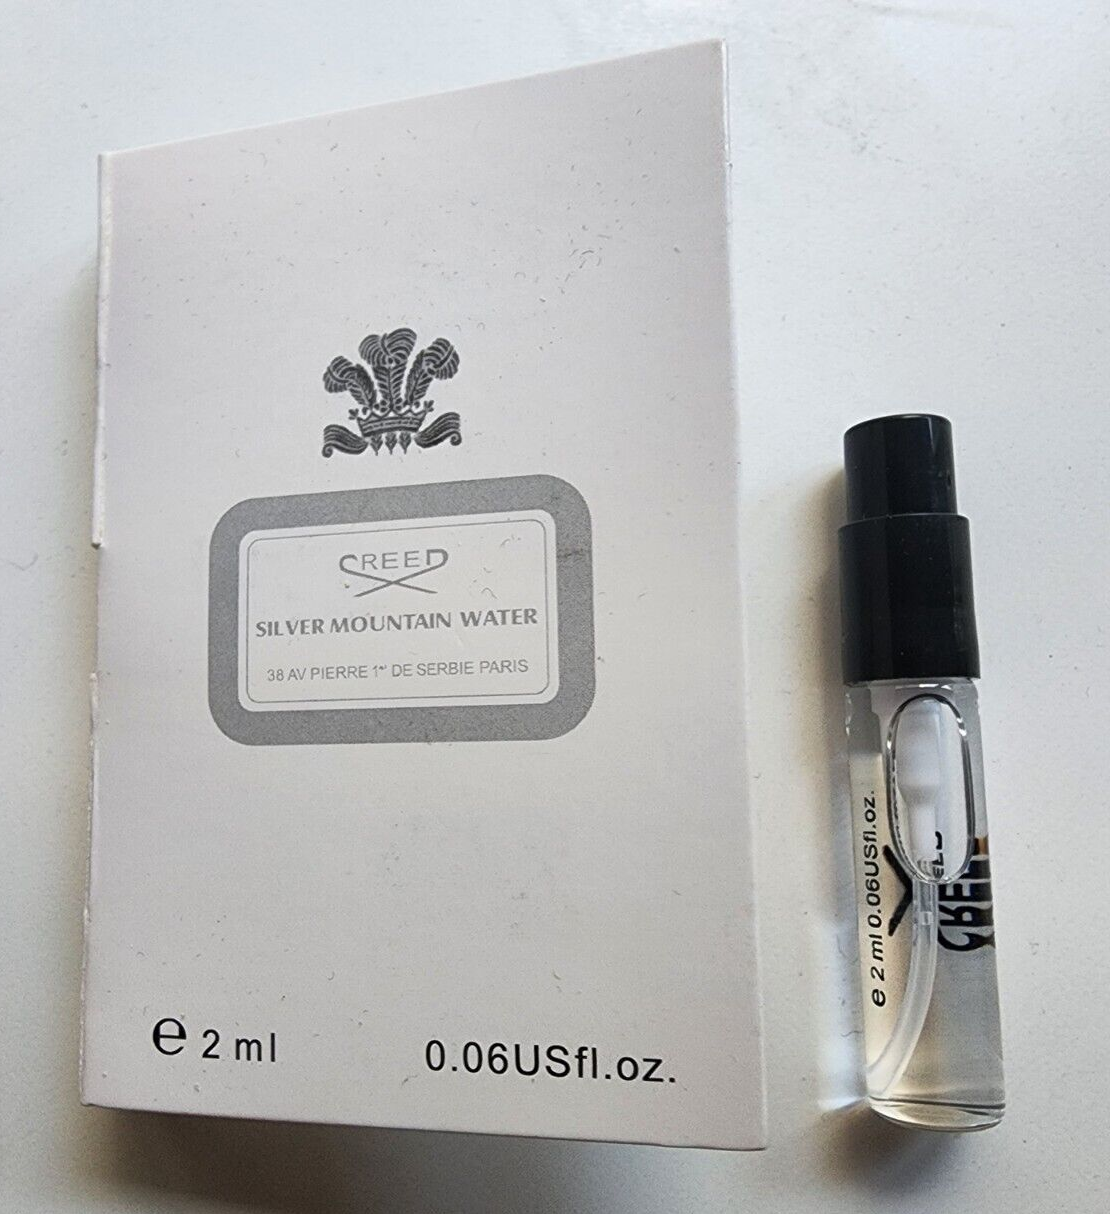 CREED
SILVER MOUNTAIN WATER
38 AV PIERRE 1er DE SERBIE PARIS
e 2 ml 0.06USfl.oz.
e 2 ml 0.06USfl.oz.
CREED